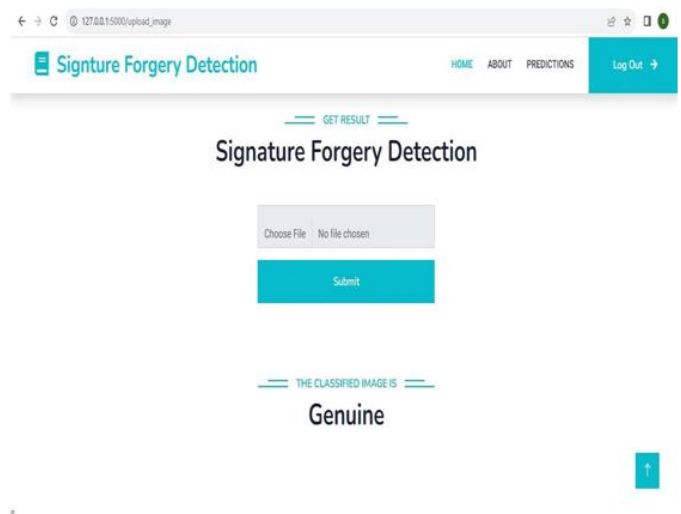 127.0.0.1:5000/upload_image
Signture Forgery Detection
HOME ABOUT PREDICTIONS Log Out →
GET RESULT
Signature Forgery Detection
Choose File No file chosen
Submit
THE CLASSIFIED IMAGE IS
Genuine